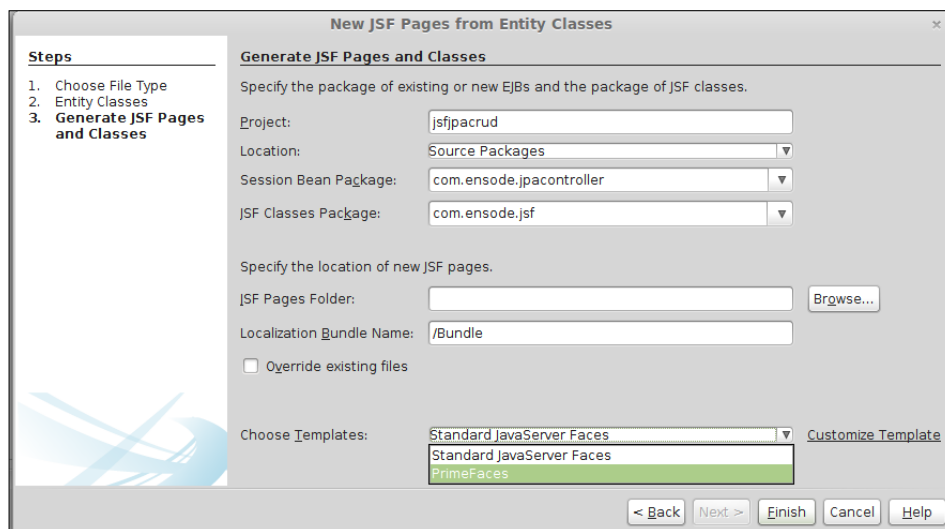 New JSF Pages from Entity Classes
Steps
1. Choose File Type
2. Entity Classes
3. Generate JSF Pages
and Classes
Generate JSF Pages and Classes
Specify the package of existing or new EJBs and the package of JSF classes.
Project: jsfjpacrud
Location: Source Packages
Session Bean Package: com.ensode.jpacontroller
JSF Classes Package: com.ensode.jsf
Specify the location of new JSF pages.
JSF Pages Folder: Browse...
Localization Bundle Name: /Bundle
Override existing files
Choose Templates: Standard JavaServer Faces Customize Template
Standard JavaServer Faces
PrimeFaces
< Back Next > Finish Cancel Help